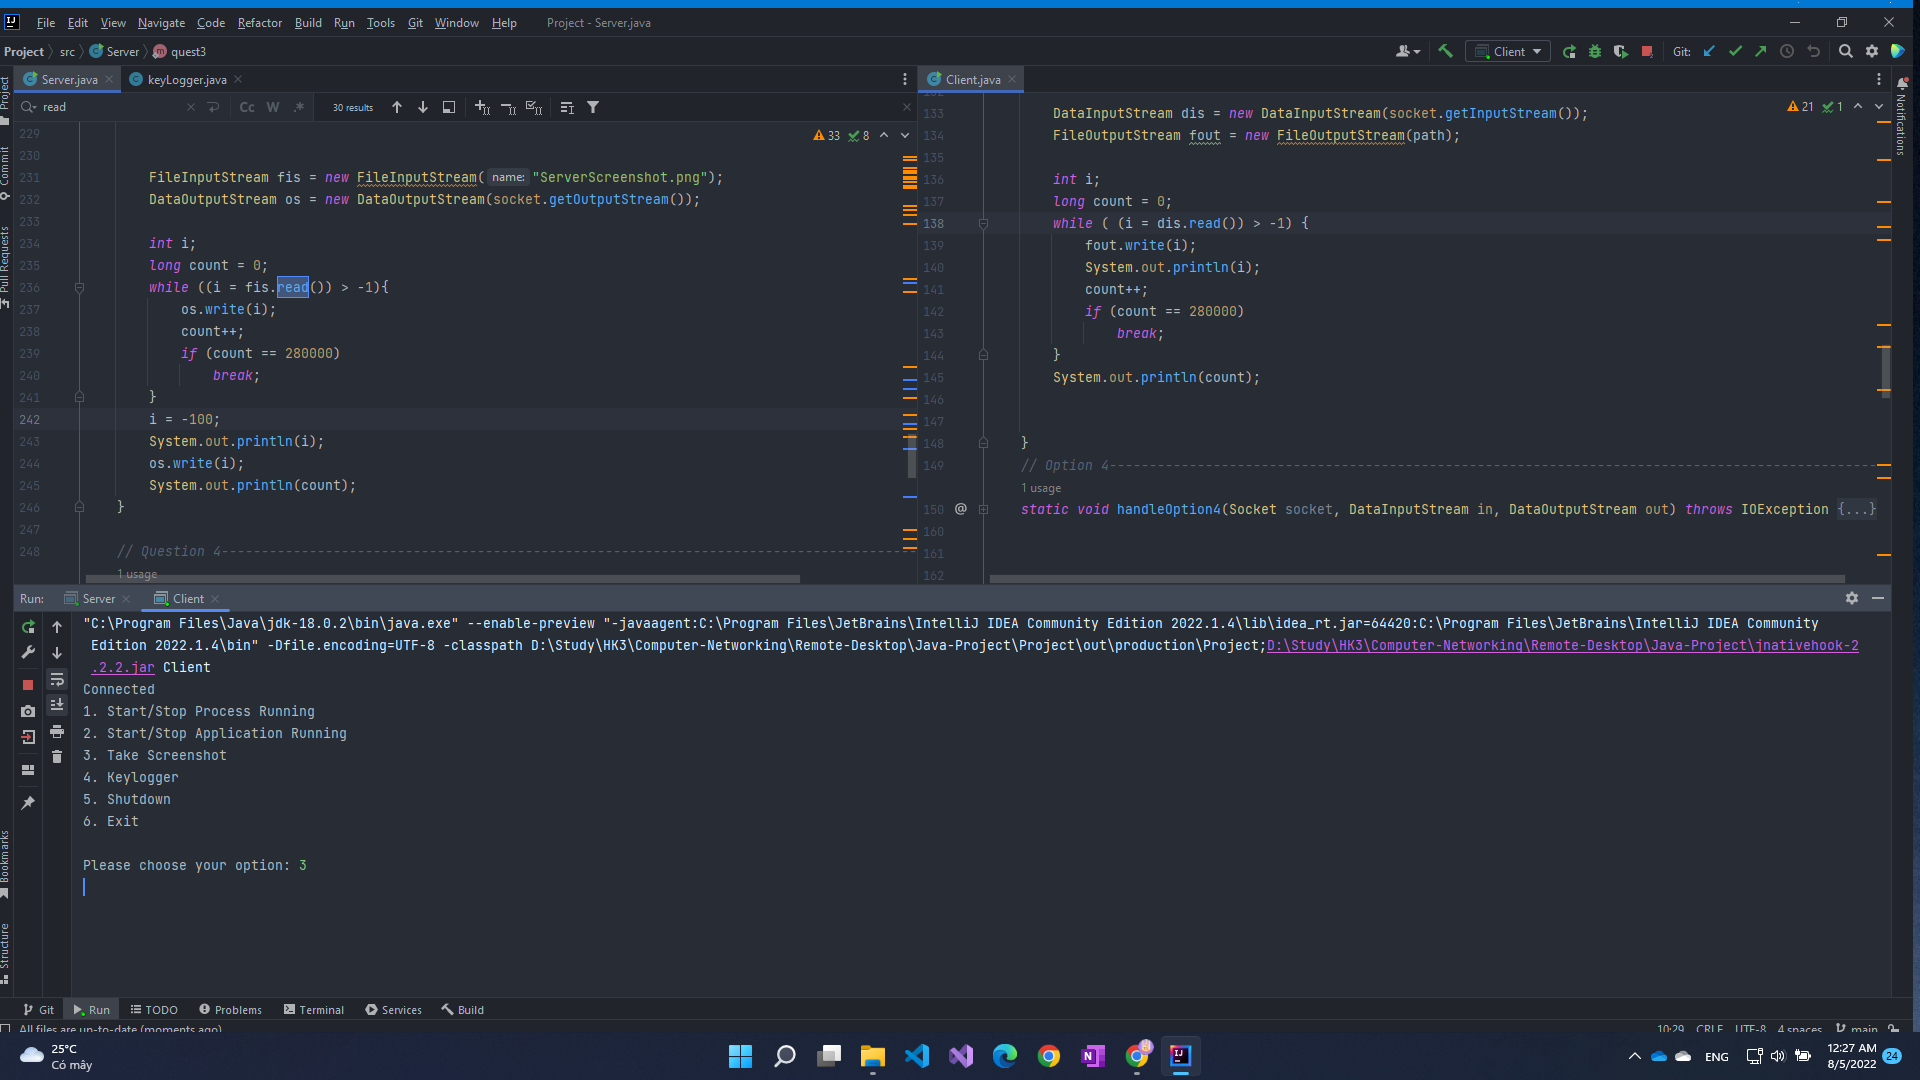 File Edit View Navigate Code Refactor Build Run Tools Git Window Help Project - Server.java
Project src Server quest3
Client
Git:
Server.java keyLogger.java
Client.java
read
Cc W .* 30 results
33 8
21 1
229
230
231 FileInputStream fis = new FileInputStream( name: "ServerScreenshot.png");
232 DataOutputStream os = new DataOutputStream(socket.getOutputStream());
233
234 int i;
235 long count = 0;
236 while ((i = fis.read()) > -1){
237 os.write(i);
238 count++;
239 if (count == 280000)
240 break;
241 }
242 i = -100;
243 System.out.println(i);
244 os.write(i);
245 System.out.println(count);
246 }
247
248 // Question 4--------------------------------------------------------------------------------------
1 usage
132
133 DataInputStream dis = new DataInputStream(socket.getInputStream());
134 FileOutputStream fout = new FileOutputStream(path);
135
136 int i;
137 long count = 0;
138 while ( (i = dis.read()) > -1) {
139 fout.write(i);
140 System.out.println(i);
141 count++;
142 if (count == 280000)
143 break;
144 }
145 System.out.println(count);
146
147
148 }
149 // Option 4------------------------------------------------------------------------------------------------
1 usage
150 @ static void handleOption4(Socket socket, DataInputStream in, DataOutputStream out) throws IOException {...}
160
161
162
Project
Commit
Pull Requests
Bookmarks
Structure
Notifications
Run: Server Client
"C:\Program Files\Java\jdk-18.0.2\bin\java.exe" --enable-preview "-javaagent:C:\Program Files\JetBrains\IntelliJ IDEA Community Edition 2022.1.4\lib\idea_rt.jar=64420:C:\Program Files\JetBrains\IntelliJ IDEA Community
Edition 2022.1.4\bin" -Dfile.encoding=UTF-8 -classpath D:\Study\HK3\Computer-Networking\Remote-Desktop\Java-Project\Project\out\production\Project;D:\Study\HK3\Computer-Networking\Remote-Desktop\Java-Project\jnativehook-2
.2.2.jar Client
Connected
1. Start/Stop Process Running
2. Start/Stop Application Running
3. Take Screenshot
4. Keylogger
5. Shutdown
6. Exit
Please choose your option: 3
Git Run TODO Problems Terminal Services Build
All files are up-to-date (moments ago)
10:29 CRLF UTF-8 4 spaces main
25°C
Có mây
ENG
12:27 AM
8/5/2022
24